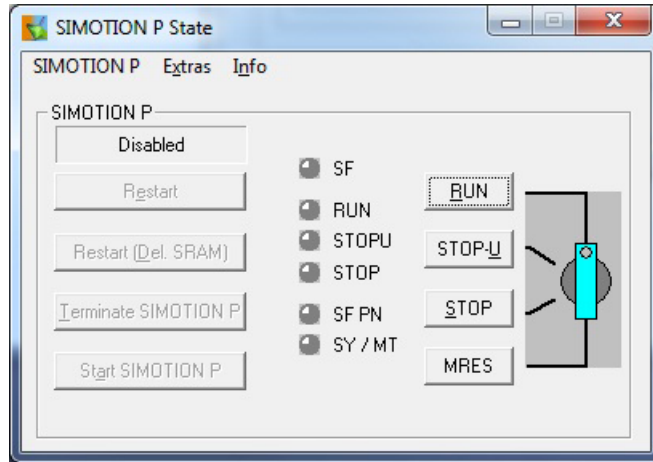 SIMOTION P State
SIMOTION P Extras Info
SIMOTION P
Disabled
Restart
Restart (Del. SRAM)
Terminate SIMOTION P
Start SIMOTION P
SF
RUN
STOPU
STOP
SF PN
SY / MT
RUN
STOP-U
STOP
MRES